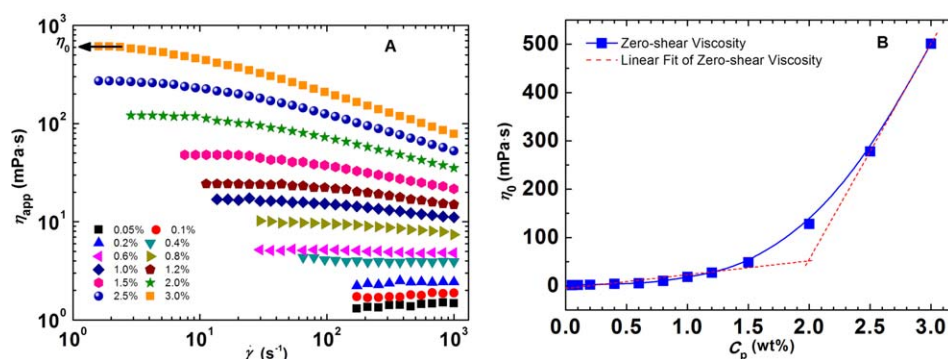 10³
η₀
A
10²
η_app (mPa·s)
10¹
0.05% 0.1%
0.2% 0.4%
0.6% 0.8%
1.0% 1.2%
1.5% 2.0%
2.5% 3.0%
10⁰
10⁰ 10¹ 10² 10³
γ̇ (s⁻¹)
500
Zero-shear Viscosity
B
Linear Fit of Zero-shear Viscosity
400
300
η₀ (mPa·s)
200
100
0
0.0 0.5 1.0 1.5 2.0 2.5 3.0
C_p (wt%)